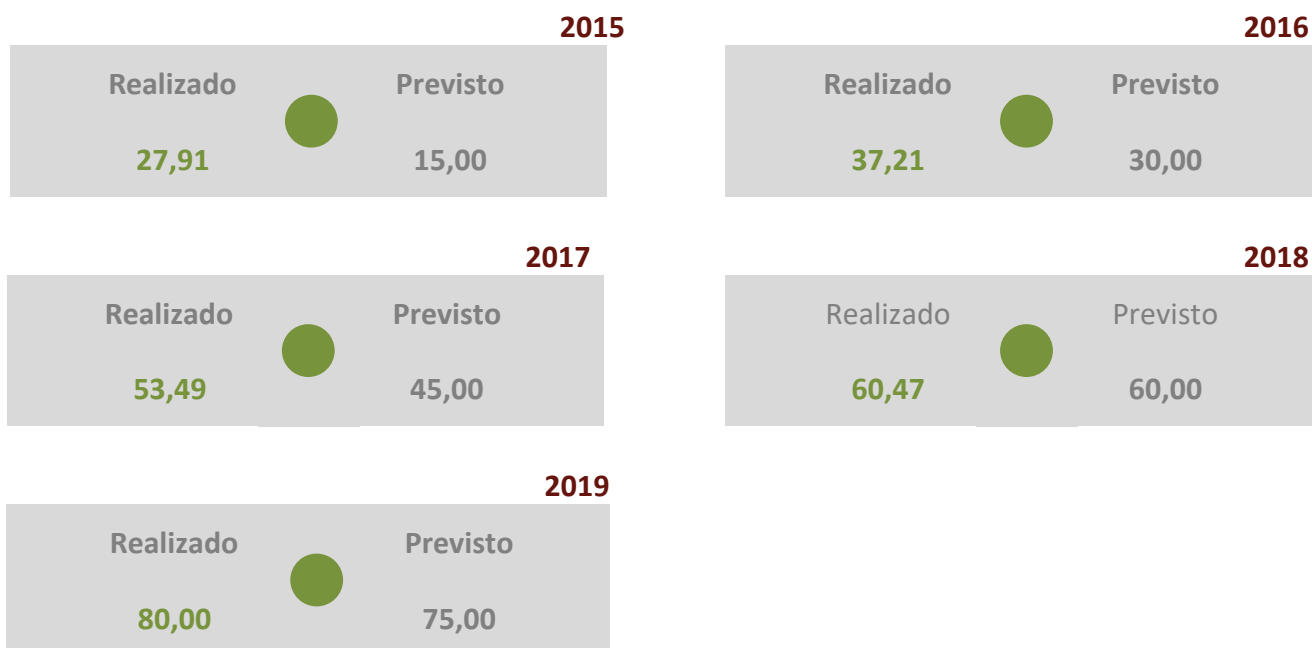 2015
Realizado Previsto
27,91 15,00
2016
Realizado Previsto
37,21 30,00
2017
Realizado Previsto
53,49 45,00
2018
Realizado Previsto
60,47 60,00
2019
Realizado Previsto
80,00 75,00